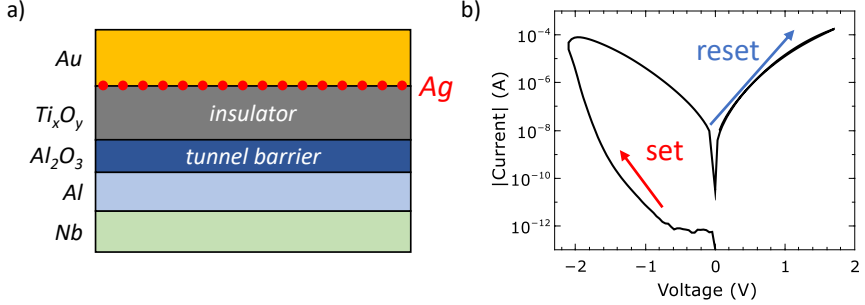 a)
Au
Ag
TixOy
insulator
Al2O3
tunnel barrier
Al
Nb
b)
|Current| (A)
10⁻⁴
10⁻⁶
10⁻⁸
10⁻¹⁰
10⁻¹²
reset
set
−2 −1 0 1 2
Voltage (V)